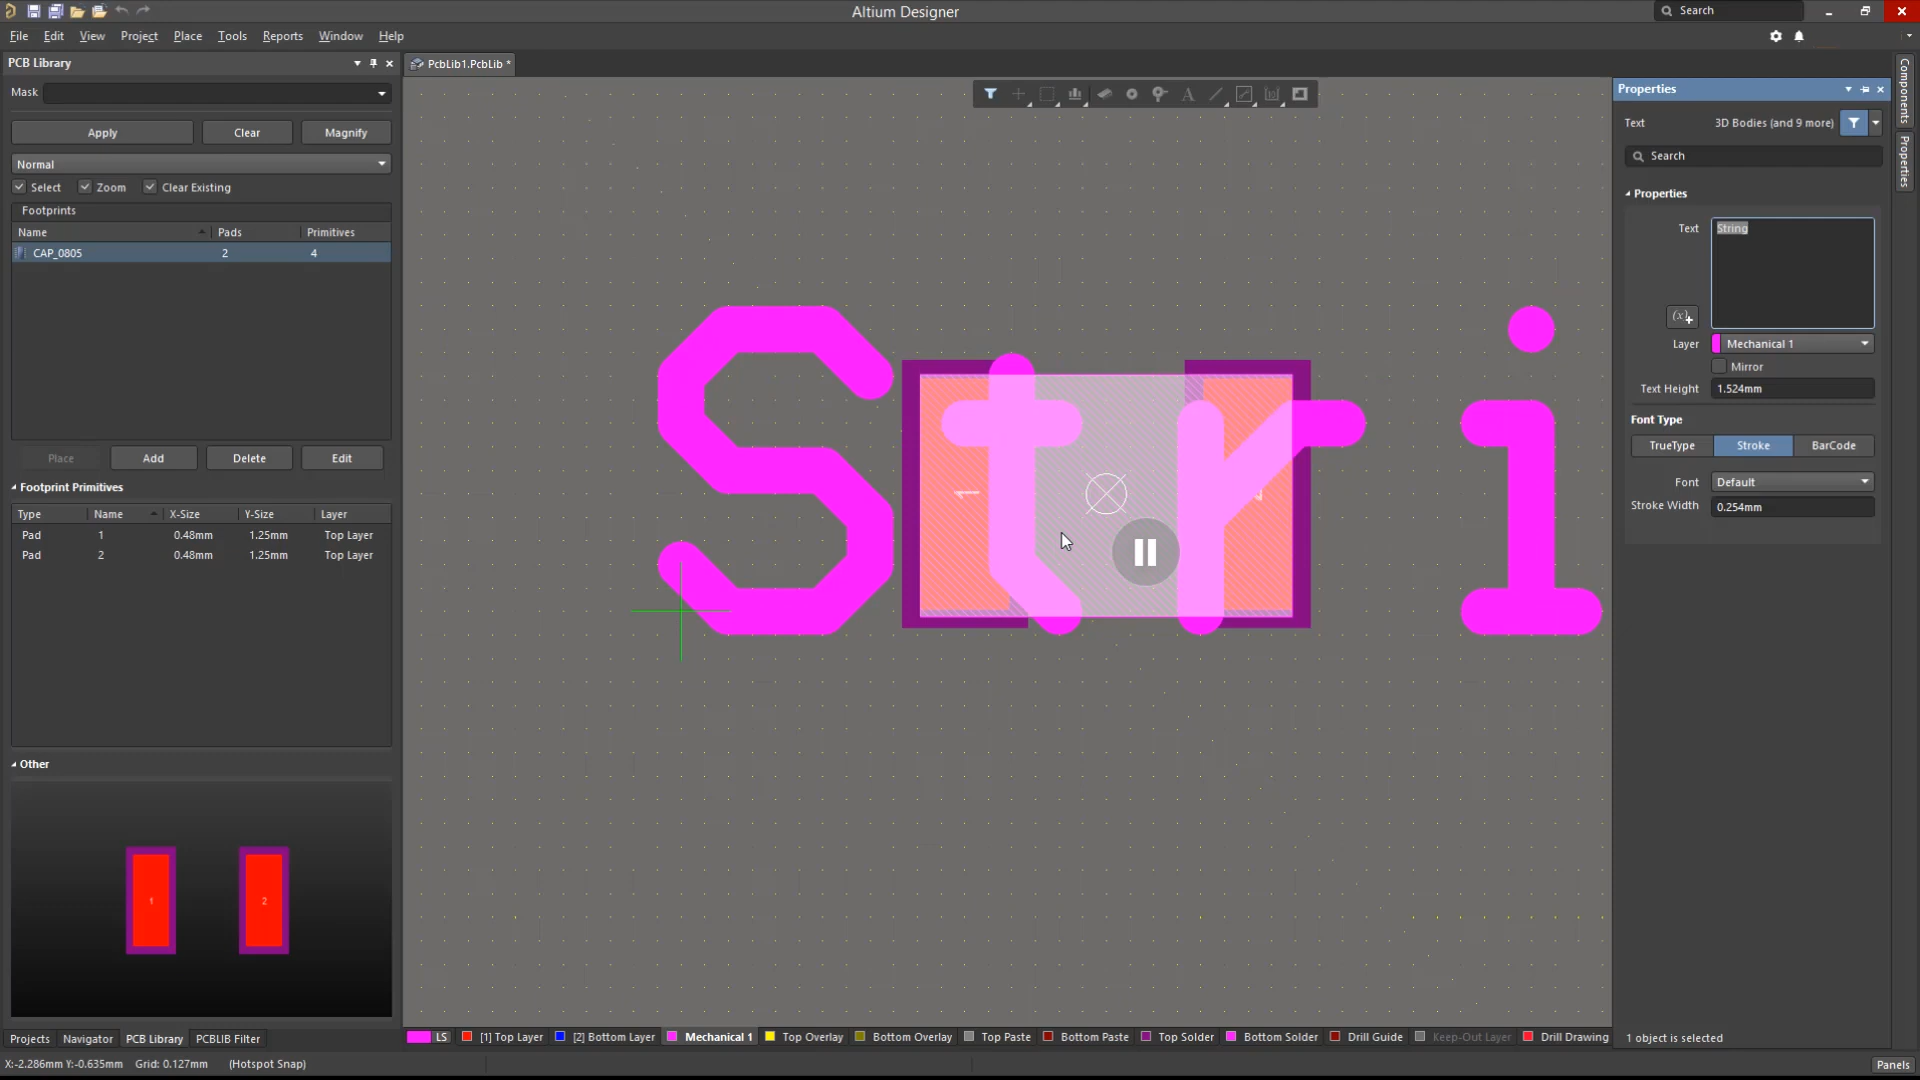 Altium Designer
Search
File Edit View Project Place Tools Reports Window Help
PCB Library
PcbLib1.PcbLib *
Mask
Apply Clear Magnify
Normal
Select Zoom Clear Existing
Footprints
Name Pads Primitives
CAP_0805 2 4
Place Add Delete Edit
Footprint Primitives
Type Name X-Size Y-Size Layer
Pad 1 0.48mm 1.25mm Top Layer
Pad 2 0.48mm 1.25mm Top Layer
Other
1 2
Projects Navigator PCB Library PCBLIB Filter
X:-2.286mm Y:-0.635mm Grid: 0.127mm (Hotspot Snap)
Stri
1
LS [1] Top Layer [2] Bottom Layer Mechanical 1 Top Overlay Bottom Overlay Top Paste Bottom Paste Top Solder Bottom Solder Drill Guide Keep-Out Layer Drill Drawing
Properties
Text 3D Bodies (and 9 more)
Search
Properties
Text String
(x)
Layer Mechanical 1
Mirror
Text Height 1.524mm
Font Type
TrueType Stroke BarCode
Font Default
Stroke Width 0.254mm
1 object is selected
Components
Properties
Panels